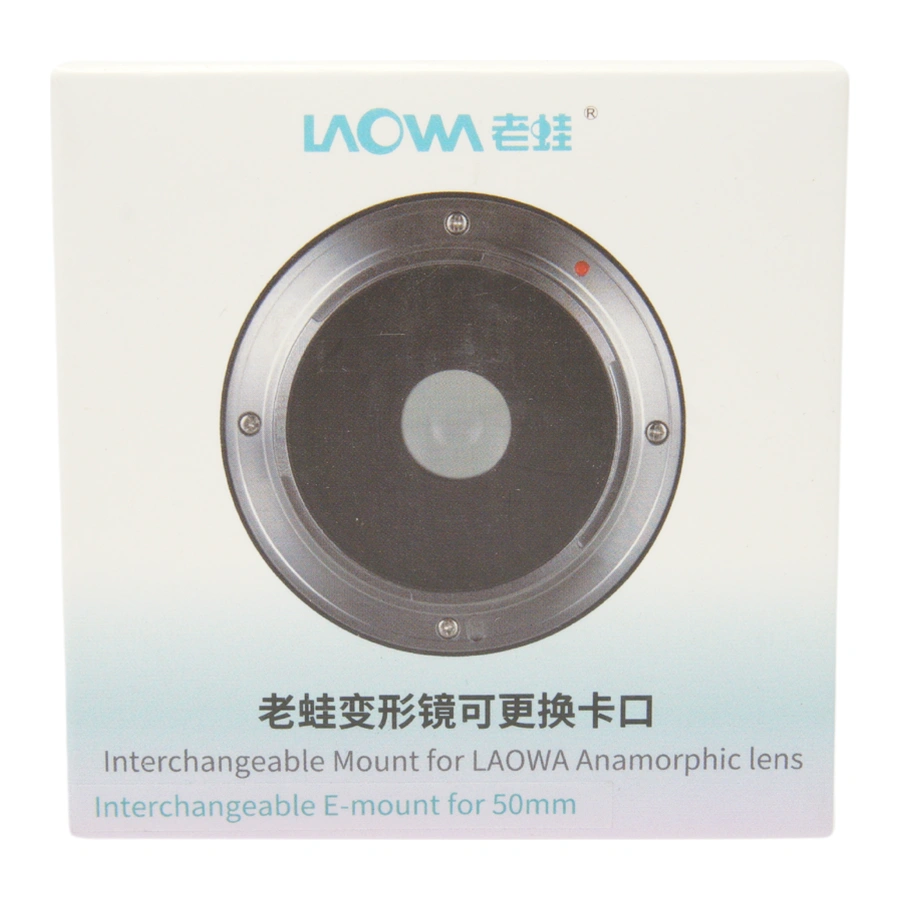 LAOWA 老蛙®
老蛙变形镜可更换卡口
Interchangeable Mount for LAOWA Anamorphic lens
Interchangeable E-mount for 50mm